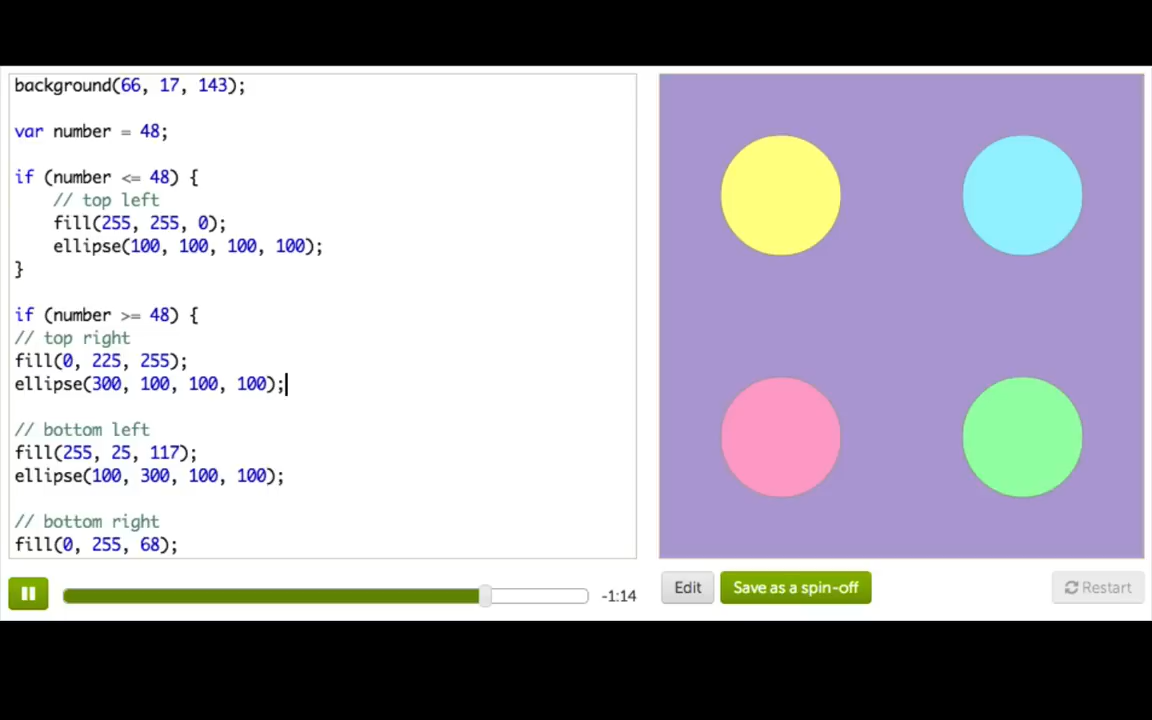 background(66, 17, 143);
var number = 48;
if (number <= 48) {
// top left
fill(255, 255, 0);
ellipse(100, 100, 100, 100);
}
if (number >= 48) {
// top right
fill(0, 225, 255);
ellipse(300, 100, 100, 100);
// bottom left
fill(255, 25, 117);
ellipse(100, 300, 100, 100);
// bottom right
fill(0, 255, 68);
-1:14
Edit
Save as a spin-off
Restart